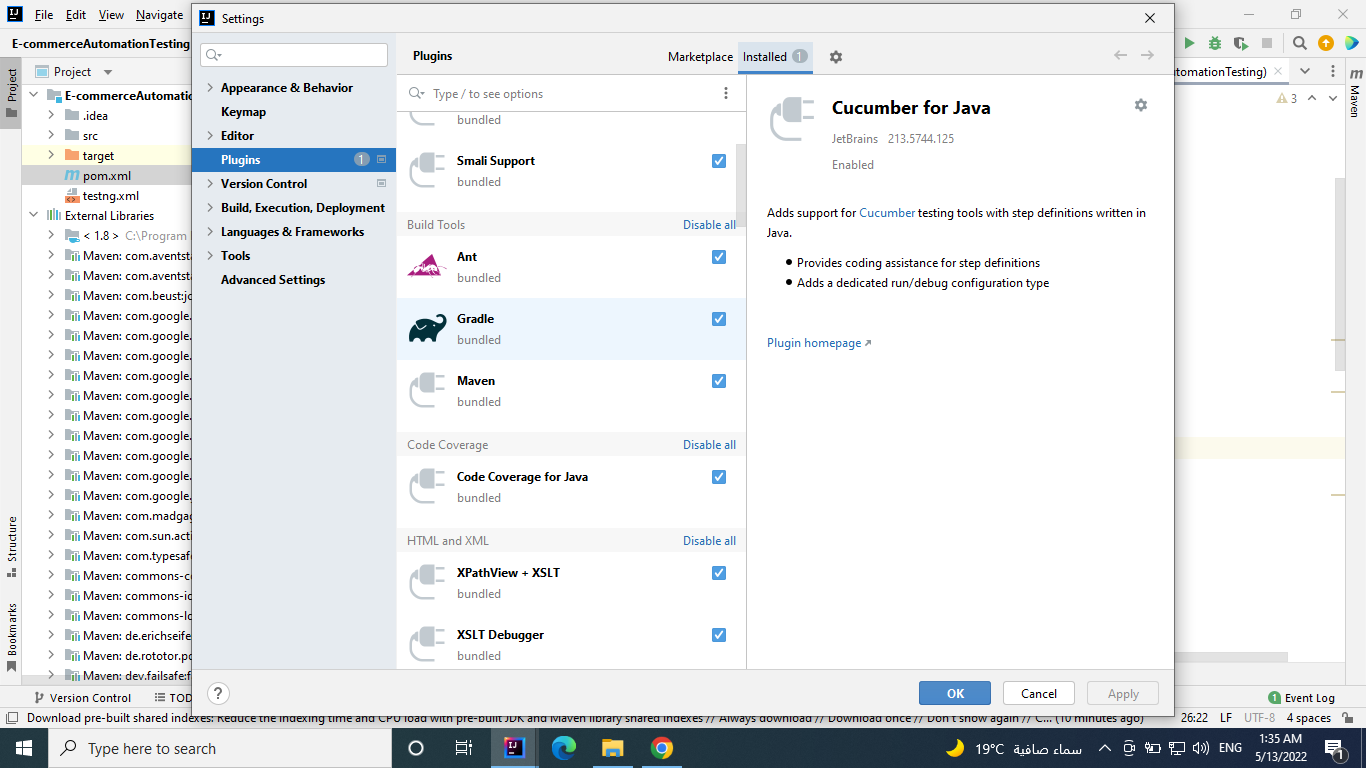 File Edit View Navigate
Settings
E-commerceAutomationTesting
Project
E-commerceAutomatio
.idea
src
target
pom.xml
testng.xml
External Libraries
< 1.8 > C:\Program
Maven: com.aventsta
Maven: com.aventsta
Maven: com.beust:jc
Maven: com.google.
Maven: com.google.
Maven: com.google.
Maven: com.google.
Maven: com.google.
Maven: com.google.
Maven: com.google.
Maven: com.google.
Maven: com.google.
Maven: com.google.
Maven: com.madgag
Maven: com.sun.acti
Maven: com.typesafe
Maven: commons-co
Maven: commons-io
Maven: commons-lo
Maven: de.erichseife
Maven: de.rototor.po
Maven: dev.failsafe:f
Project
Structure
Bookmarks
Appearance & Behavior
Keymap
Editor
Plugins 1
Version Control
Build, Execution, Deployment
Languages & Frameworks
Tools
Advanced Settings
Plugins
Marketplace
Installed 1
Type / to see options
bundled
Smali Support
bundled
Build Tools Disable all
Ant
bundled
Gradle
bundled
Maven
bundled
Code Coverage Disable all
Code Coverage for Java
bundled
HTML and XML Disable all
XPathView + XSLT
bundled
XSLT Debugger
bundled
Cucumber for Java
JetBrains 213.5744.125
Enabled
Adds support for Cucumber testing tools with step definitions written in
Java.
Provides coding assistance for step definitions
Adds a dedicated run/debug configuration type
Plugin homepage
?
OK
Cancel
Apply
utomationTesting)
3
m
Maven
Version Control
TOD
1 Event Log
Download pre-built shared indexes: Reduce the indexing time and CPU load with pre-built JDK and Maven library shared indexes // Always download // Download once // Don't show again // C... (10 minutes ago)
26:22 LF UTF-8 4 spaces
Type here to search
19°C سماء صافية
ENG
1:35 AM
5/13/2022
1